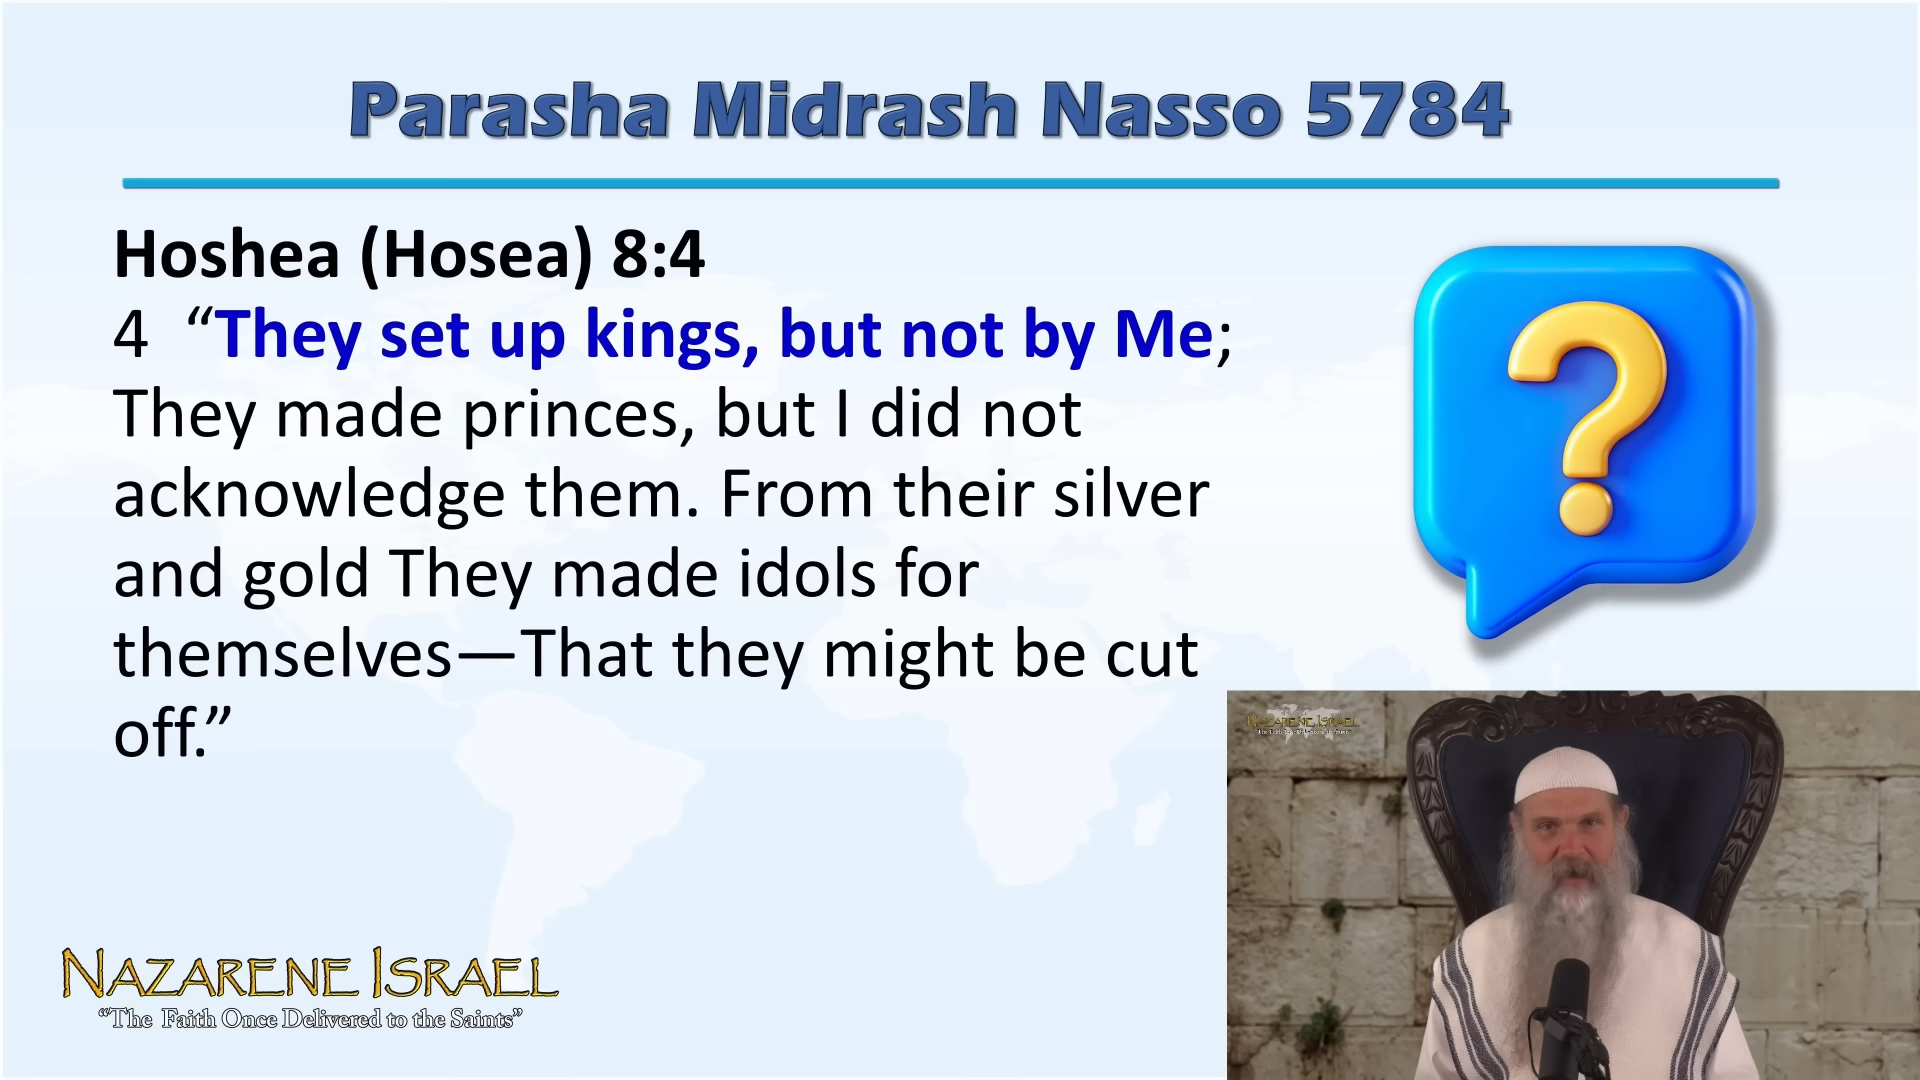 Parasha Midrash Nasso 5784
Hoshea (Hosea) 8:4
4 “They set up kings, but not by Me;
They made princes, but I did not
acknowledge them. From their silver
and gold They made idols for
themselves—That they might be cut
off.”
?
NAZARENE ISRAEL
NAZARENE ISRAEL
“The Faith Once Delivered to the Saints”